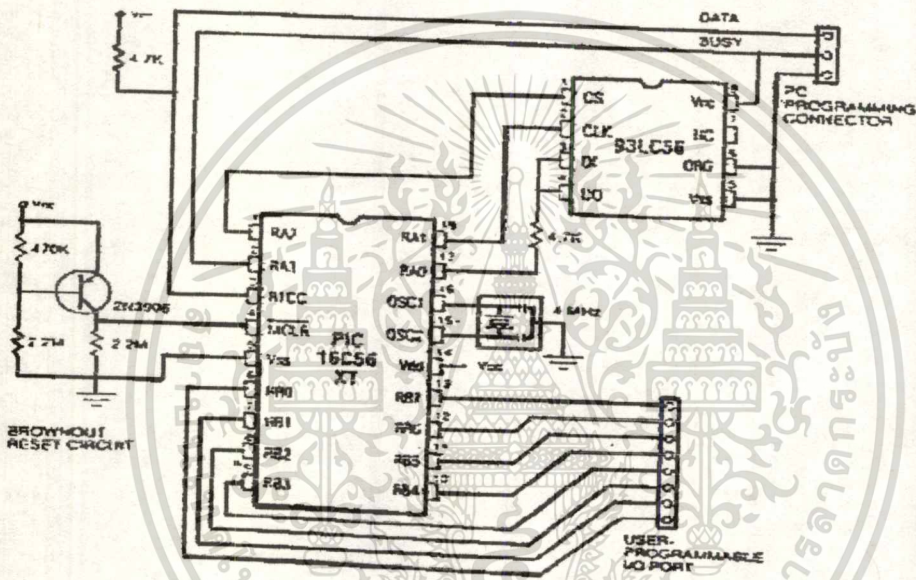 4.7K
DATA
BUSY
PC
PROGRAMMING
CONNECTOR
CS
CLK
DI
DO
93LC56
Vcc
NC
ORG
Vss
4.7K
Vcc
470K
2N3906
2.2M
2.2M
BROWNOUT
RESET CIRCUIT
RA2
RA3
RTCC
MCLR
Vss
RB0
RB1
RB2
RB3
PIC
16C56
XT
RA1
RA0
OSC1
OSC2
Vdd
RB7
RB6
RB5
RB4
4 MHz
Vcc
USER-
PROGRAMMABLE
I/O PORT